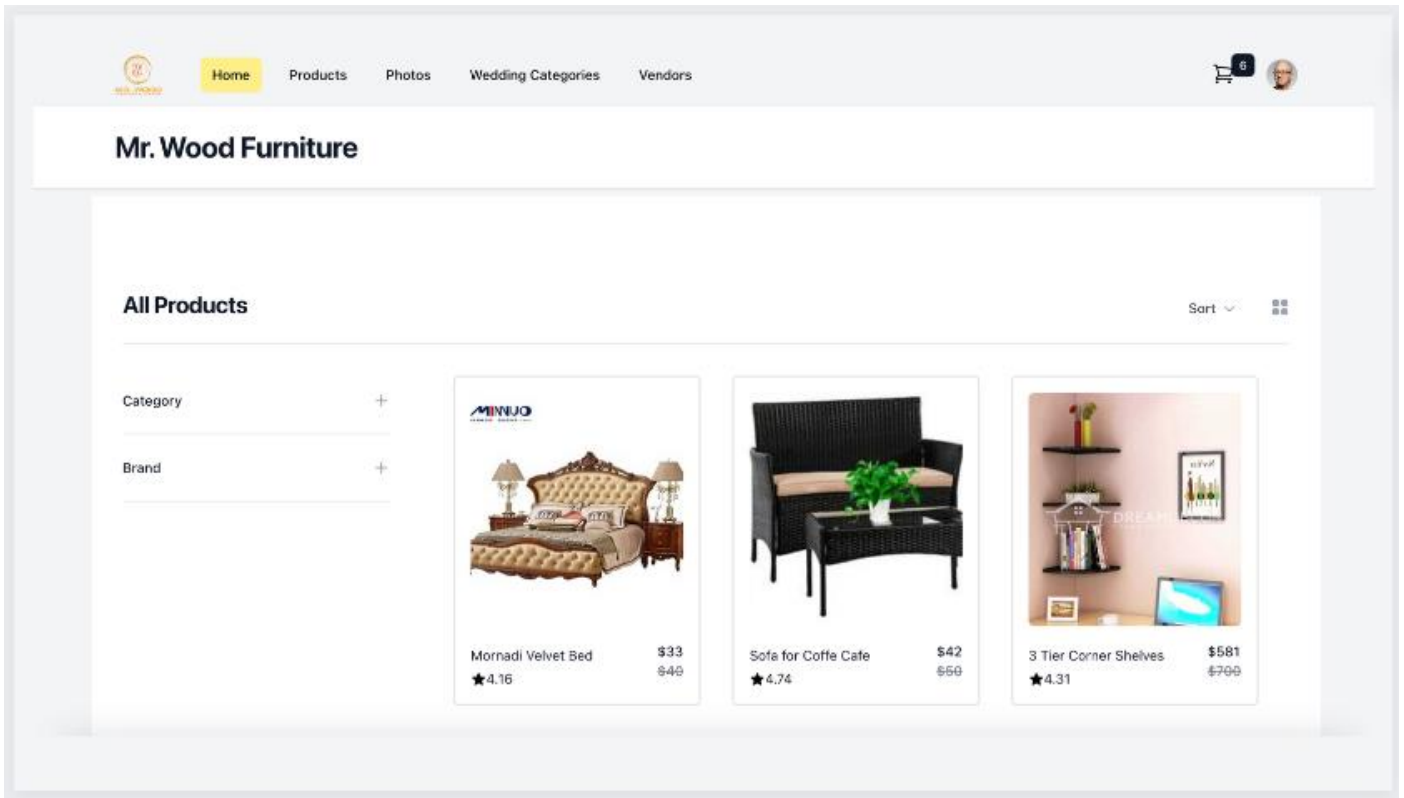 Home Products Photos Wedding Categories Vendors 6
Mr. Wood Furniture
All Products
Sort
Category
Brand
MINNUO
DREAM
Mornadi Velvet Bed $33
$40
4.16
Sofa for Coffe Cafe $42
$50
4.74
3 Tier Corner Shelves $581
$700
4.31